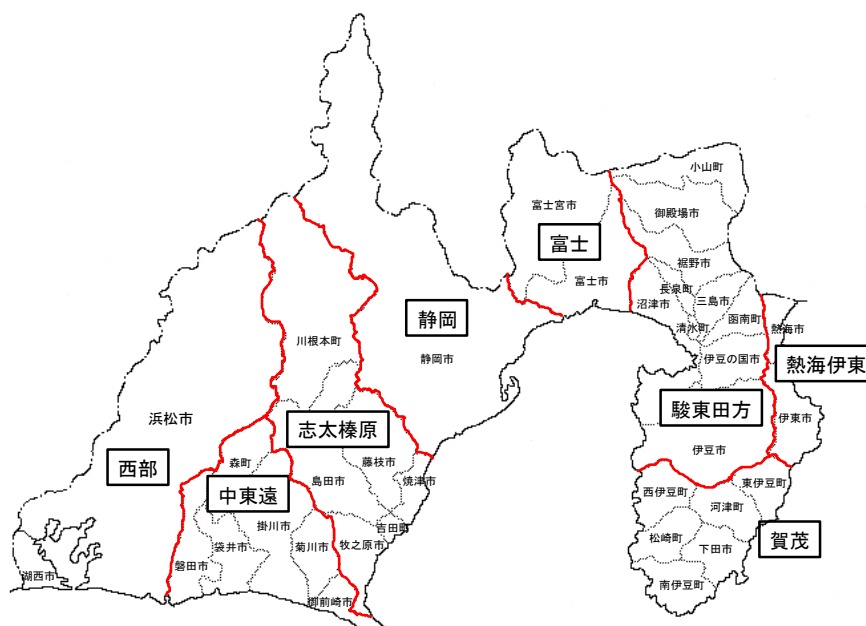 小山町
富士宮市
御殿場市
富士
裾野市
富士市
長泉町
三島市
沼津市
函南町
静岡
清水町
熱海市
川根本町
静岡市
伊豆の国市
熱海伊東
駿東田方
浜松市
志太榛原
伊東市
伊豆市
西部
森町
藤枝市
焼津市
島田市
東伊豆町
中東遠
西伊豆町
河津町
掛川市
吉田町
袋井市
菊川市
牧之原市
松崎町
賀茂
下田市
磐田市
湖西市
南伊豆町
御前崎市